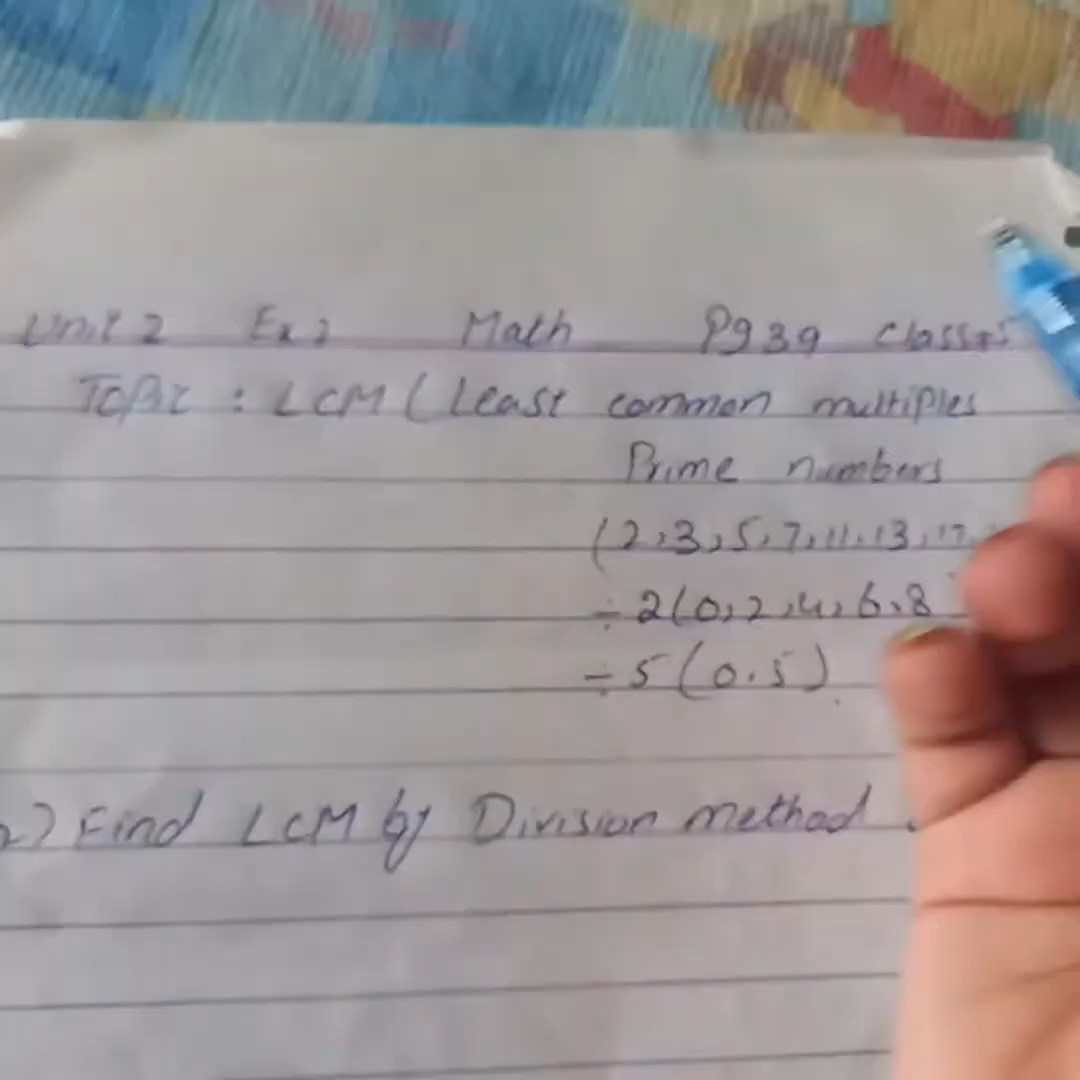 Unit 2 Ex 2 Math Pg 39 Class
Topic : LCM ( Least common multiples
Prime numbers
(2,3,5,7,11,13,17,
÷ 2(0,2,4,6,8
÷ 5(0,5)
) Find LCM by Division method.